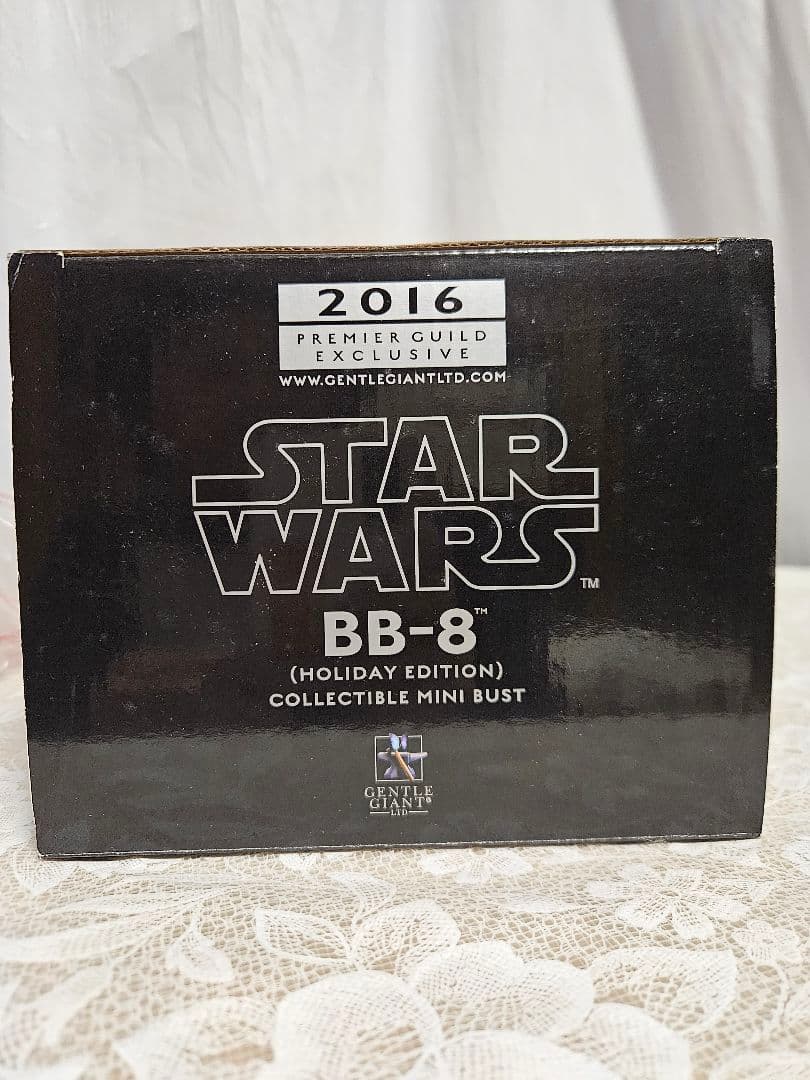 2016
PREMIER GUILD
EXCLUSIVE
WWW.GENTLEGIANTLTD.COM
STAR
WARS™
BB-8™
(HOLIDAY EDITION)
COLLECTIBLE MINI BUST
GENTLE
GIANT®
LTD